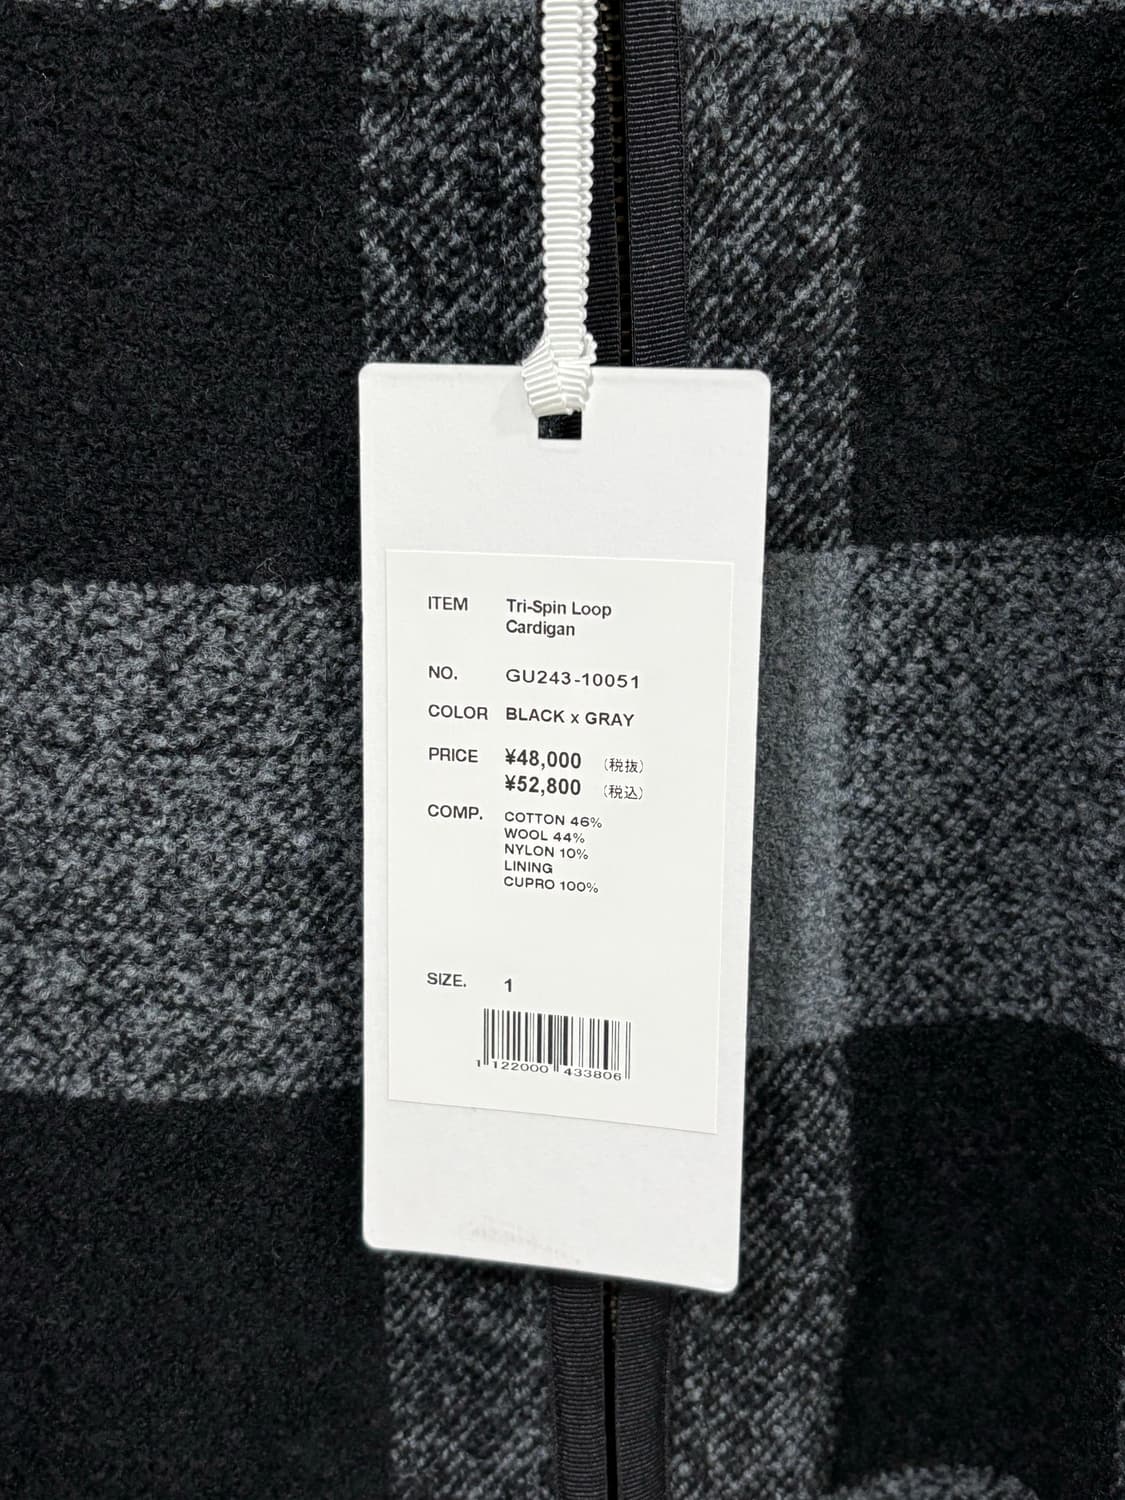 ITEM Tri-Spin Loop
Cardigan
NO. GU243-10051
COLOR BLACK x GRAY
PRICE ¥48,000 (税抜)
¥52,800 (税込)
COMP. COTTON 46%
WOOL 44%
NYLON 10%
LINING
CUPRO 100%
SIZE. 1
1 122000 433806